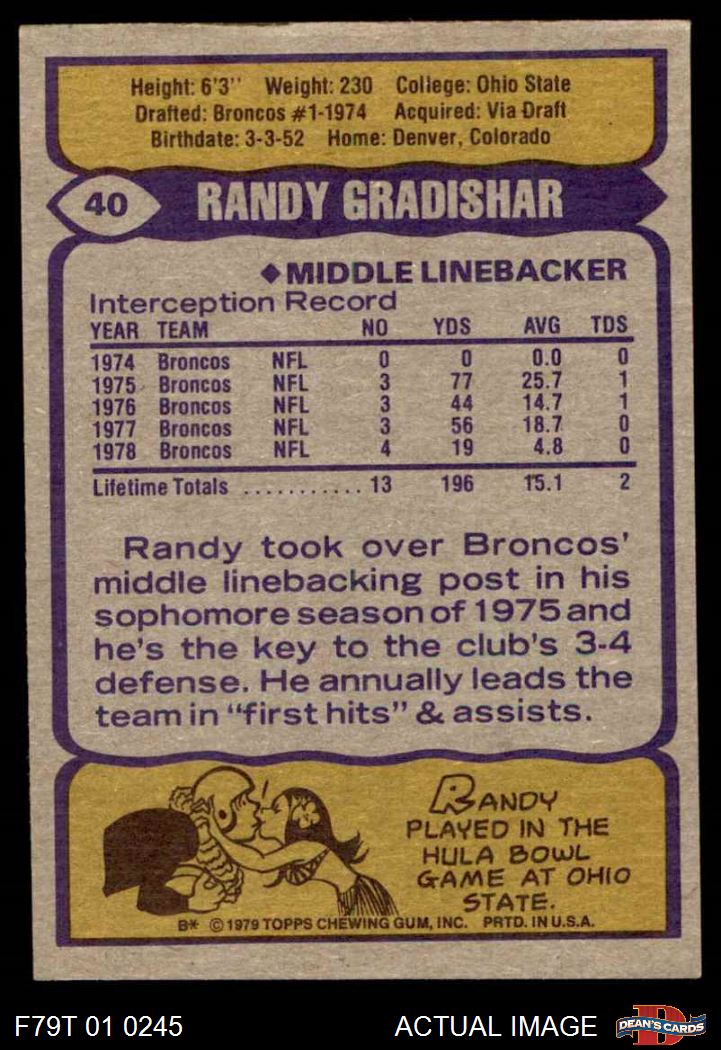 Height: 6'3'' Weight: 230 College: Ohio State
Drafted: Broncos #1-1974 Acquired: Via Draft
Birthdate: 3-3-52 Home: Denver, Colorado
40 RANDY GRADISHAR
◆MIDDLE LINEBACKER
Interception Record
YEAR TEAM NO YDS AVG TDS
1974 Broncos NFL 0 0 0.0 0
1975 Broncos NFL 3 77 25.7 1
1976 Broncos NFL 3 44 14.7 1
1977 Broncos NFL 3 56 18.7 0
1978 Broncos NFL 4 19 4.8 0
Lifetime Totals ............ 13 196 15.1 2
Randy took over Broncos'
middle linebacking post in his
sophomore season of 1975 and
he's the key to the club's 3-4
defense. He annually leads the
team in "first hits" & assists.
RANDY
PLAYED IN THE
HULA BOWL
GAME AT OHIO
STATE.
B* © 1979 TOPPS CHEWING GUM, INC. PRTD. IN U.S.A.
F79T 01 0245 ACTUAL IMAGE D DEAN'S CARDS